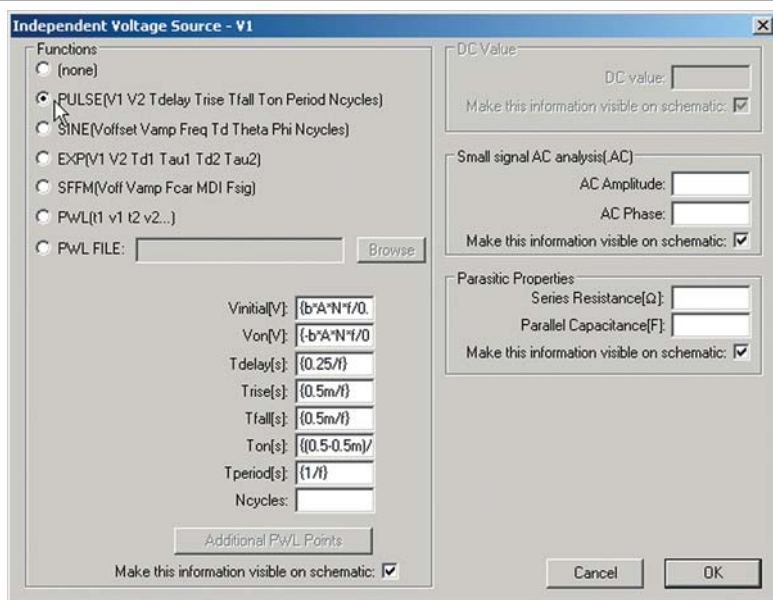 Independent Voltage Source - V1
Functions
(none)
PULSE(V1 V2 Tdelay Trise Tfall Ton Period Ncycles)
SINE(Voffset Vamp Freq Td Theta Phi Ncycles)
EXP(V1 V2 Td1 Tau1 Td2 Tau2)
SFFM(Voff Vamp Fcar MDI Fsig)
PWL(t1 v1 t2 v2...)
PWL FILE:
Browse
Vinitial[V]: {b*A*N*f/0.
Von[V]: {-b*A*N*f/0
Tdelay[s]: {0.25/f}
Trise[s]: {0.5m/f}
Tfall[s]: {0.5m/f}
Ton[s]: {(0.5-0.5m)/
Tperiod[s]: {1/f}
Ncycles:
Additional PWL Points
Make this information visible on schematic:
DC Value
DC value:
Make this information visible on schematic:
Small signal AC analysis(.AC)
AC Amplitude:
AC Phase:
Make this information visible on schematic:
Parasitic Properties
Series Resistance[Ω]:
Parallel Capacitance[F]:
Make this information visible on schematic:
Cancel
OK